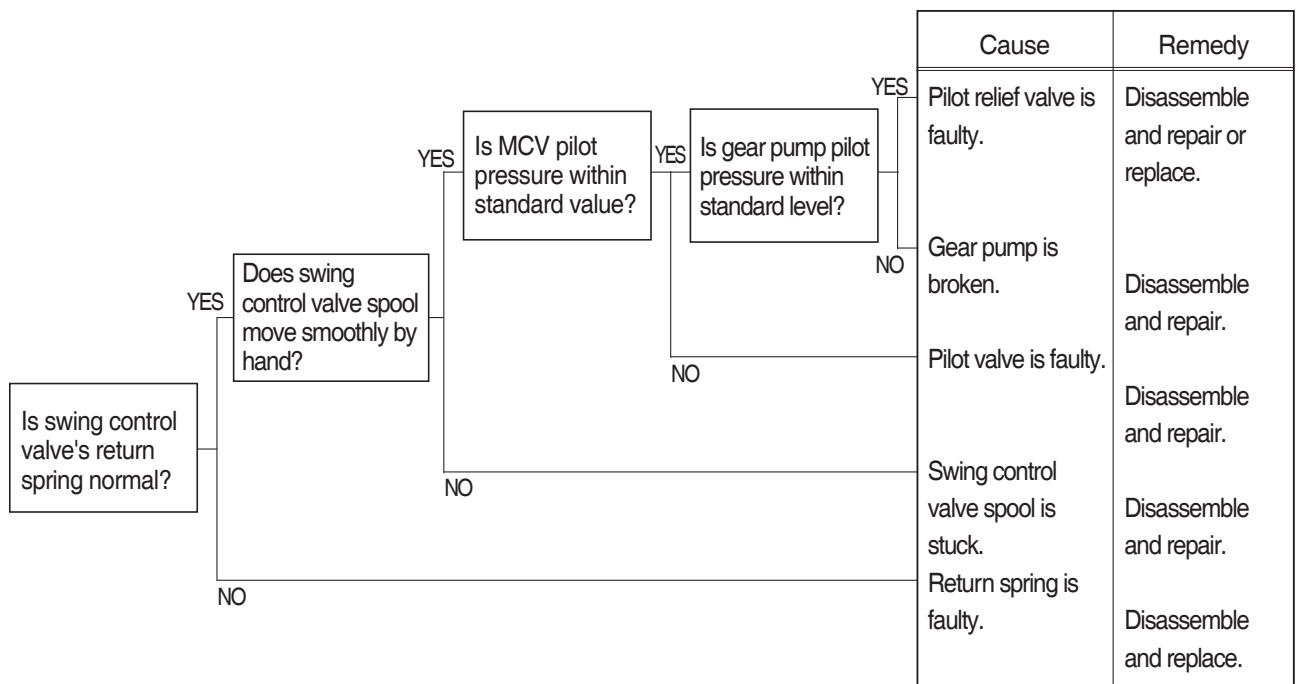 Cause
Remedy
YES
Pilot relief valve is
faulty.
Disassemble
and repair or
replace.
YES
Is MCV pilot
pressure within
standard value?
YES
Is gear pump pilot
pressure within
standard level?
NO
Gear pump is
broken.
Disassemble
and repair.
YES
Does swing
control valve spool
move smoothly by
hand?
NO
Pilot valve is faulty.
Disassemble
and repair.
Is swing control
valve's return
spring normal?
NO
Swing control
valve spool is
stuck.
Disassemble
and repair.
NO
Return spring is
faulty.
Disassemble
and replace.